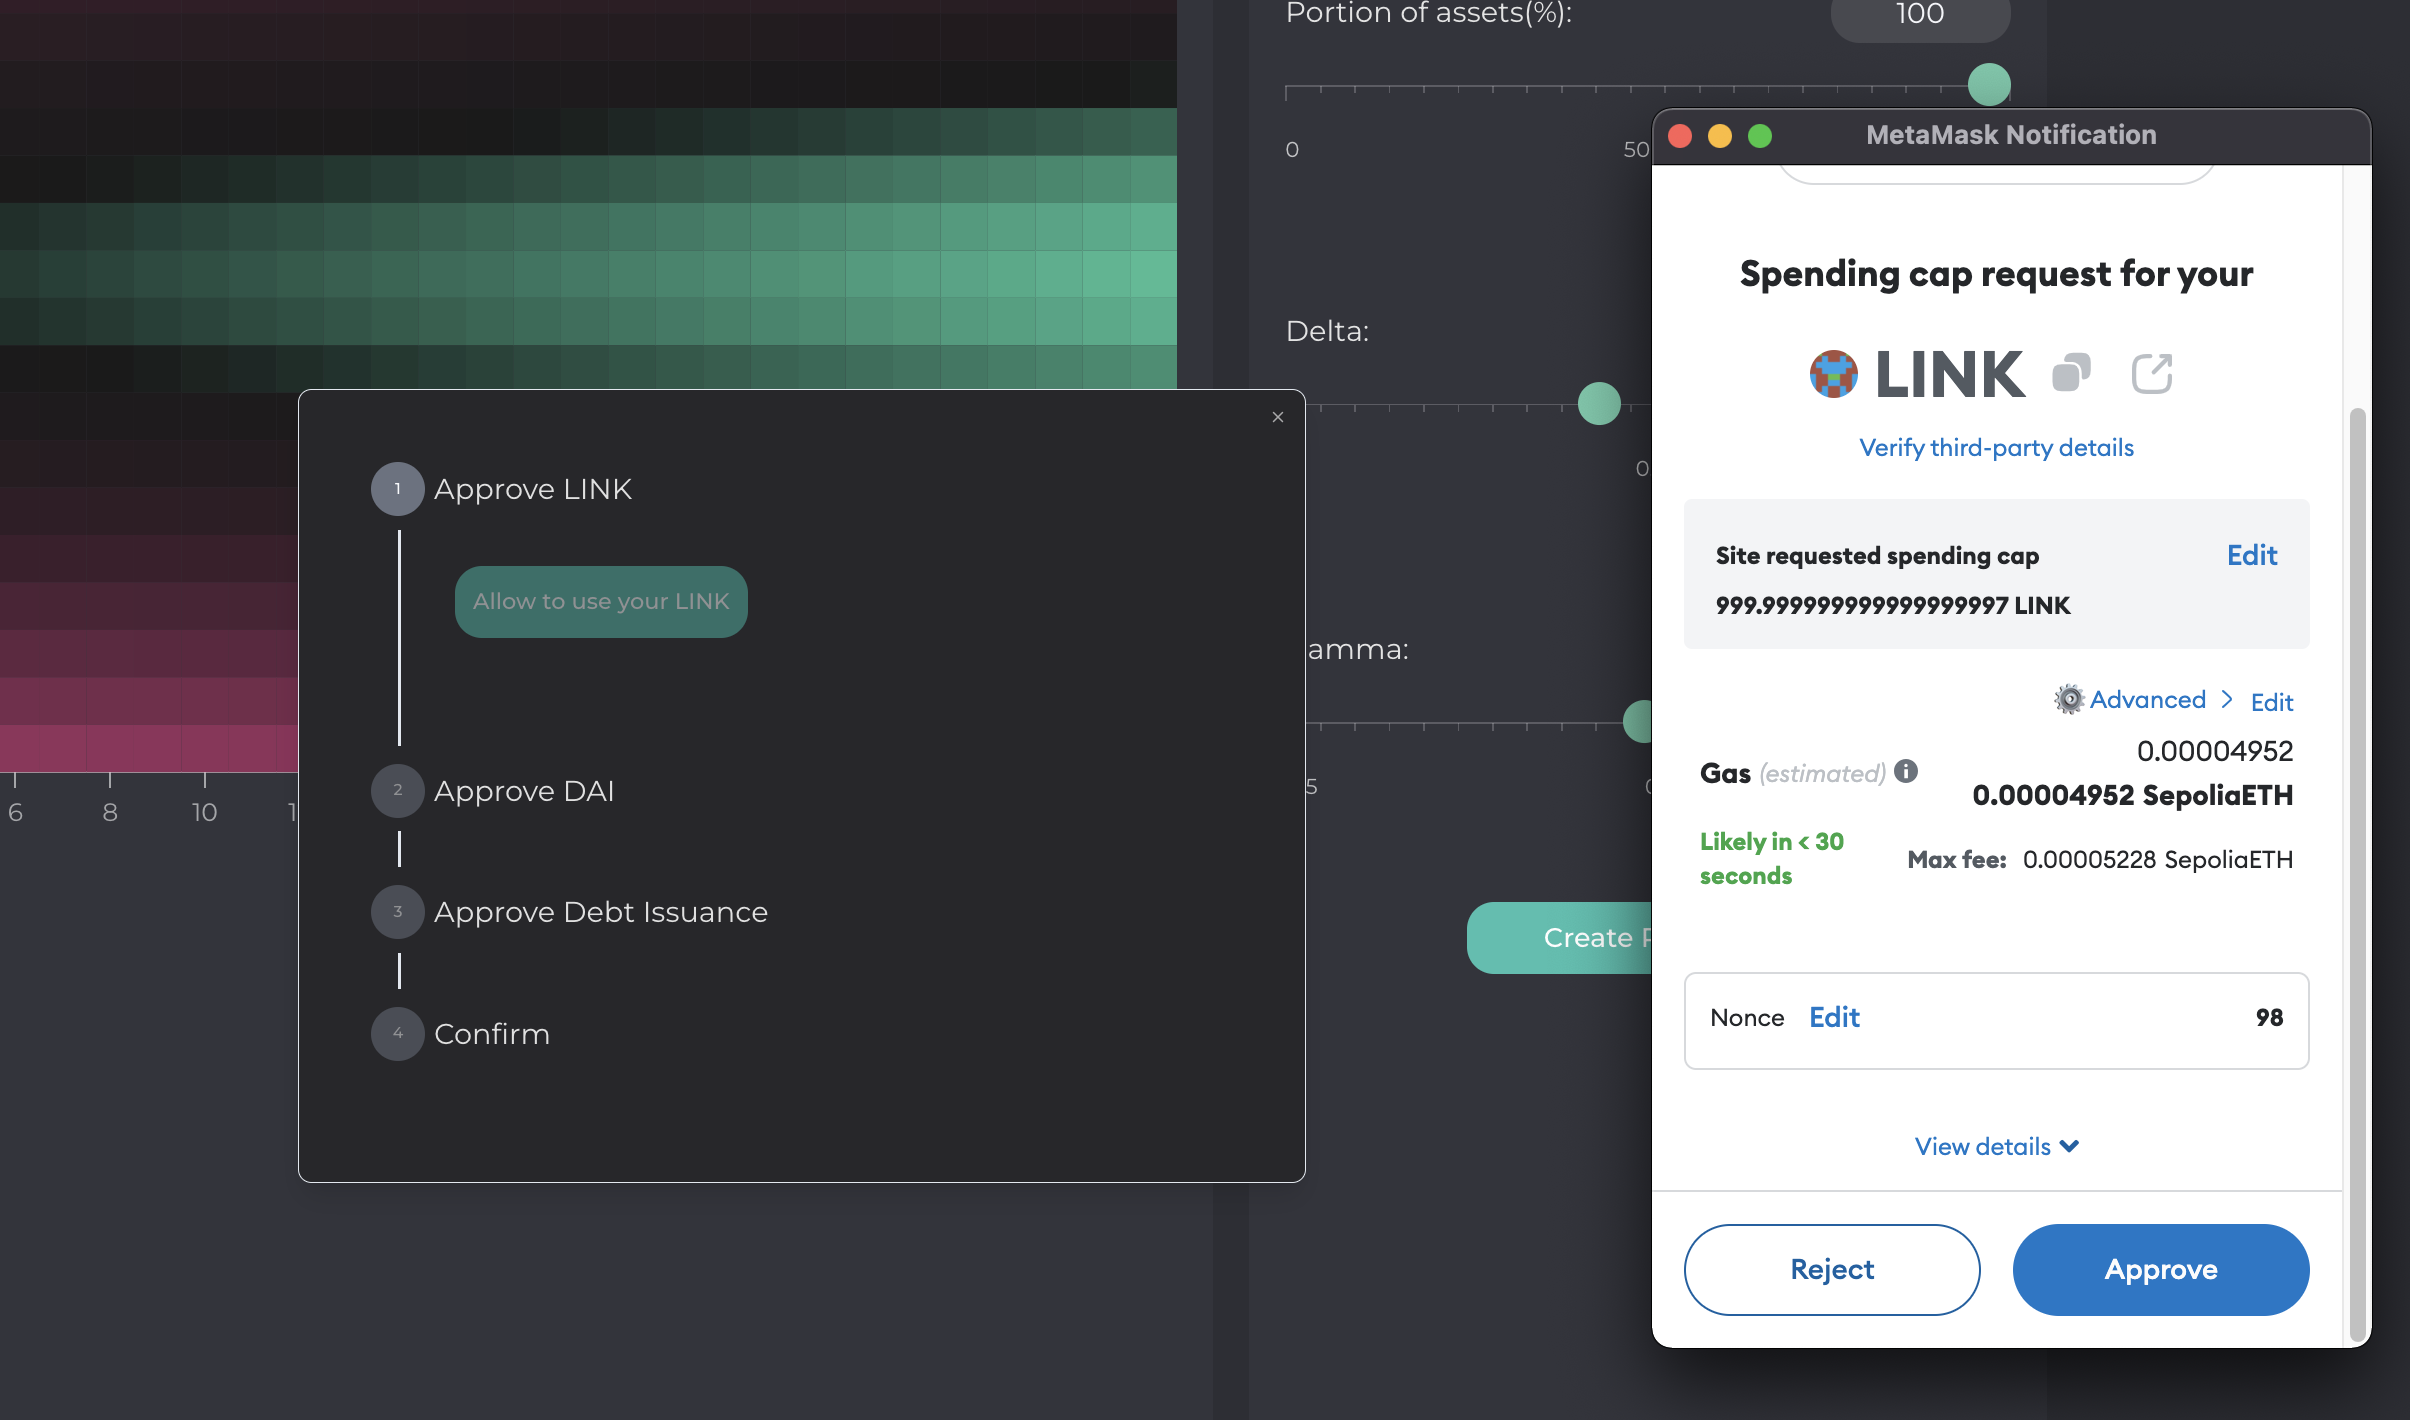 Portion of assets(%):
100
0
50
Delta:
0
amma:
5
Create
6
8
10
1
×
1
Approve LINK
Allow to use your LINK
2
Approve DAI
3
Approve Debt Issuance
4
Confirm
MetaMask Notification
Spending cap request for your
LINK
Verify third-party details
Site requested spending cap
Edit
999.999999999999999997 LINK
Advanced > Edit
0.00004952
Gas (estimated)
0.00004952 SepoliaETH
Likely in < 30
seconds
Max fee: 0.00005228 SepoliaETH
Nonce Edit 98
View details
Reject
Approve